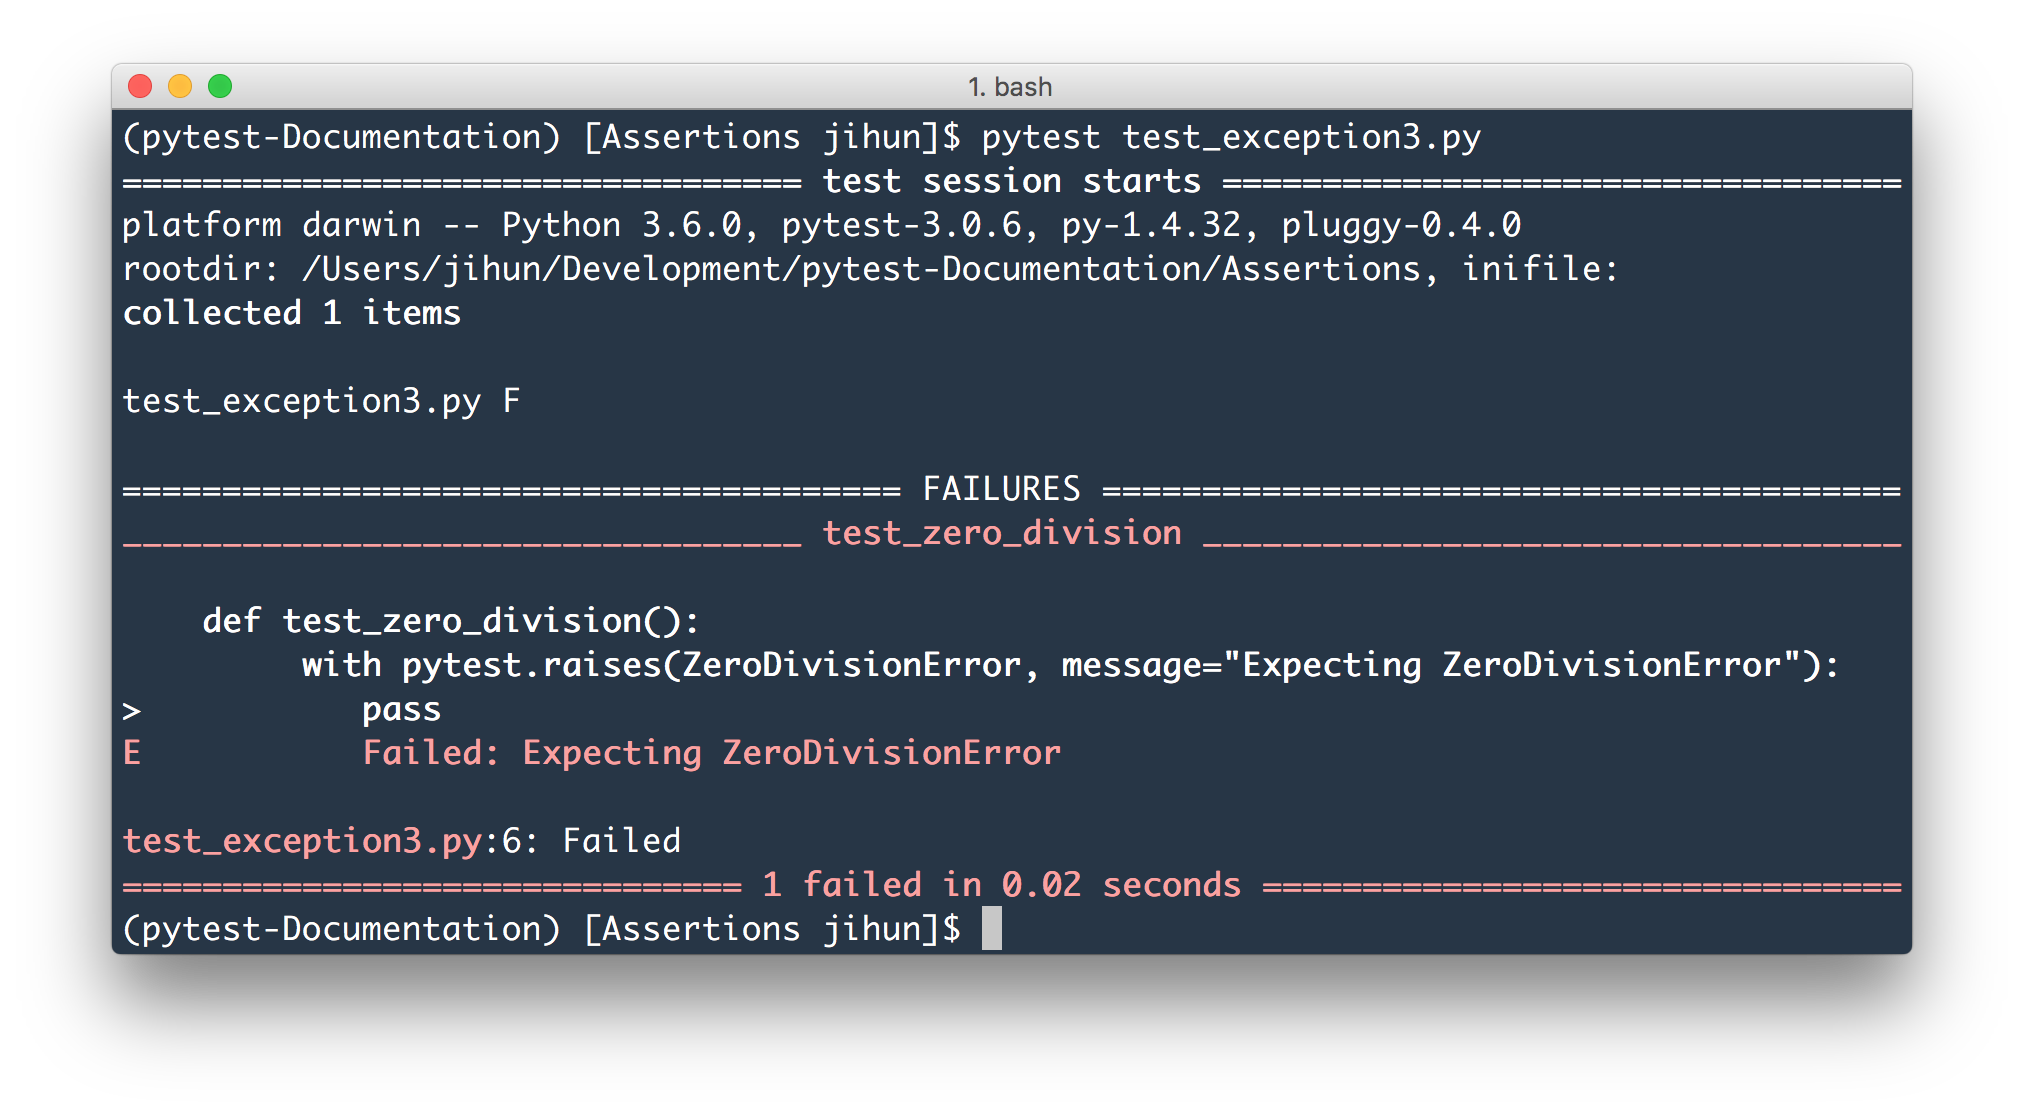 1. bash
(pytest-Documentation) [Assertions jihun]$ pytest test_exception3.py
================================== test session starts ==================================
platform darwin -- Python 3.6.0, pytest-3.0.6, py-1.4.32, pluggy-0.4.0
rootdir: /Users/jihun/Development/pytest-Documentation/Assertions, inifile:
collected 1 items

test_exception3.py F

======================================= FAILURES ========================================
__________________________________ test_zero_division ___________________________________

    def test_zero_division():
         with pytest.raises(ZeroDivisionError, message="Expecting ZeroDivisionError"):
>           pass
E           Failed: Expecting ZeroDivisionError

test_exception3.py:6: Failed
=============================== 1 failed in 0.02 seconds ================================
(pytest-Documentation) [Assertions jihun]$